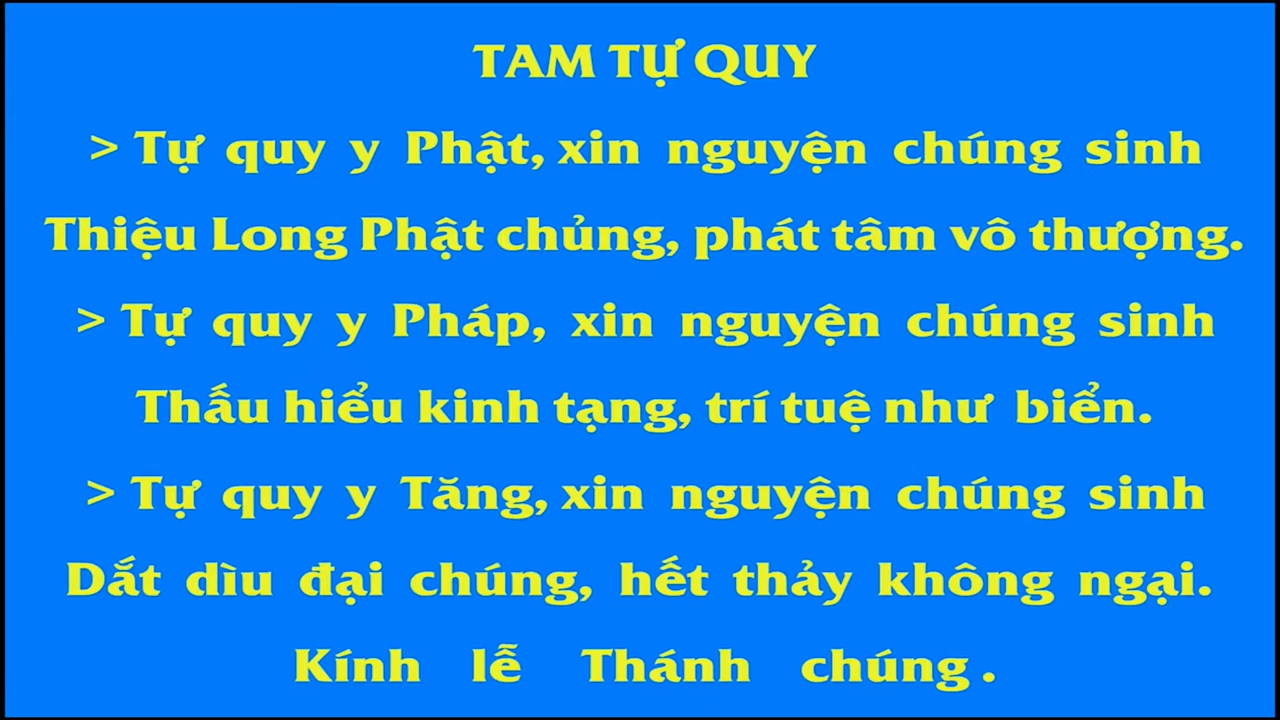 TAM TỰ QUY
> Tự quy y Phật, xin nguyện chúng sinh
Thiệu Long Phật chủng, phát tâm vô thượng.
> Tự quy y Pháp, xin nguyện chúng sinh
Thấu hiểu kinh tạng, trí tuệ như biển.
> Tự quy y Tăng, xin nguyện chúng sinh
Dắt dìu đại chúng, hết thảy không ngại.
Kính lễ Thánh chúng.